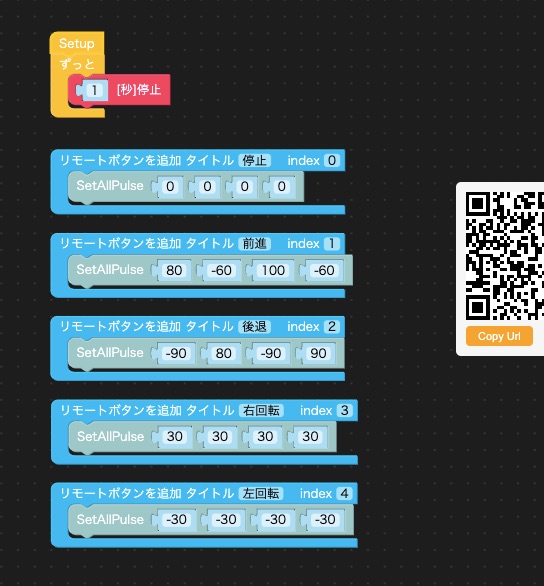 Setup
ずっと
1 [秒]停止
リモートボタンを追加 タイトル 停止 index 0
SetAllPulse 0 0 0 0
リモートボタンを追加 タイトル 前進 index 1
SetAllPulse 80 -60 100 -60
リモートボタンを追加 タイトル 後退 index 2
SetAllPulse -90 80 -90 90
リモートボタンを追加 タイトル 右回転 index 3
SetAllPulse 30 30 30 30
リモートボタンを追加 タイトル 左回転 index 4
SetAllPulse -30 -30 -30 -30
Copy Url